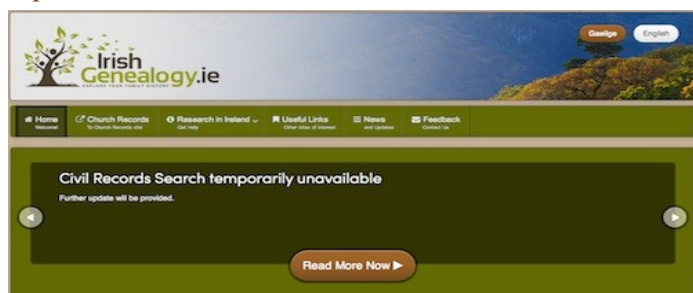 Gaeilge English
Irish
Genealogy.ie
EXPLORE YOUR FAMILY HISTORY
Home Church Records Research in Ireland Useful Links News Feedback
Welcome! To Church Records site Get Help Other sites of interest and Updates Contact Us
Civil Records Search temporarily unavailable
Further update will be provided.
Read More Now